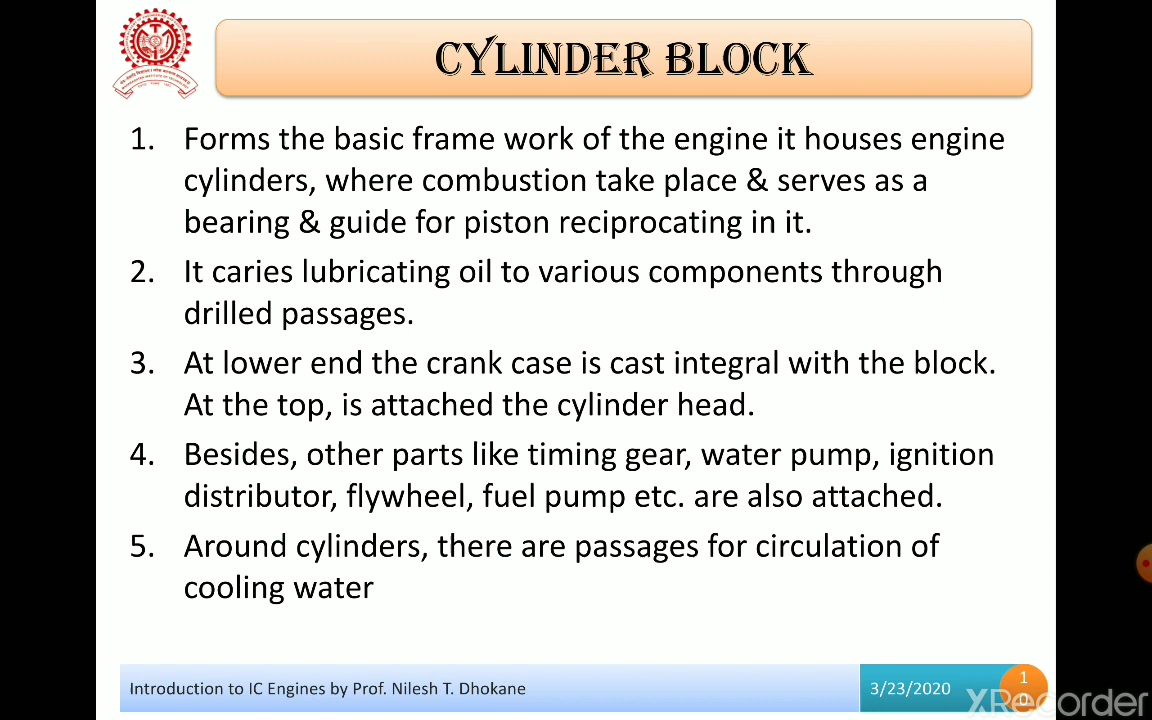 CYLINDER BLOCK
1. Forms the basic frame work of the engine it houses engine
cylinders, where combustion take place & serves as a
bearing & guide for piston reciprocating in it.
2. It caries lubricating oil to various components through
drilled passages.
3. At lower end the crank case is cast integral with the block.
At the top, is attached the cylinder head.
4. Besides, other parts like timing gear, water pump, ignition
distributor, flywheel, fuel pump etc. are also attached.
5. Around cylinders, there are passages for circulation of
cooling water
Introduction to IC Engines by Prof. Nilesh T. Dhokane
3/23/2020
1
0
XRecorder